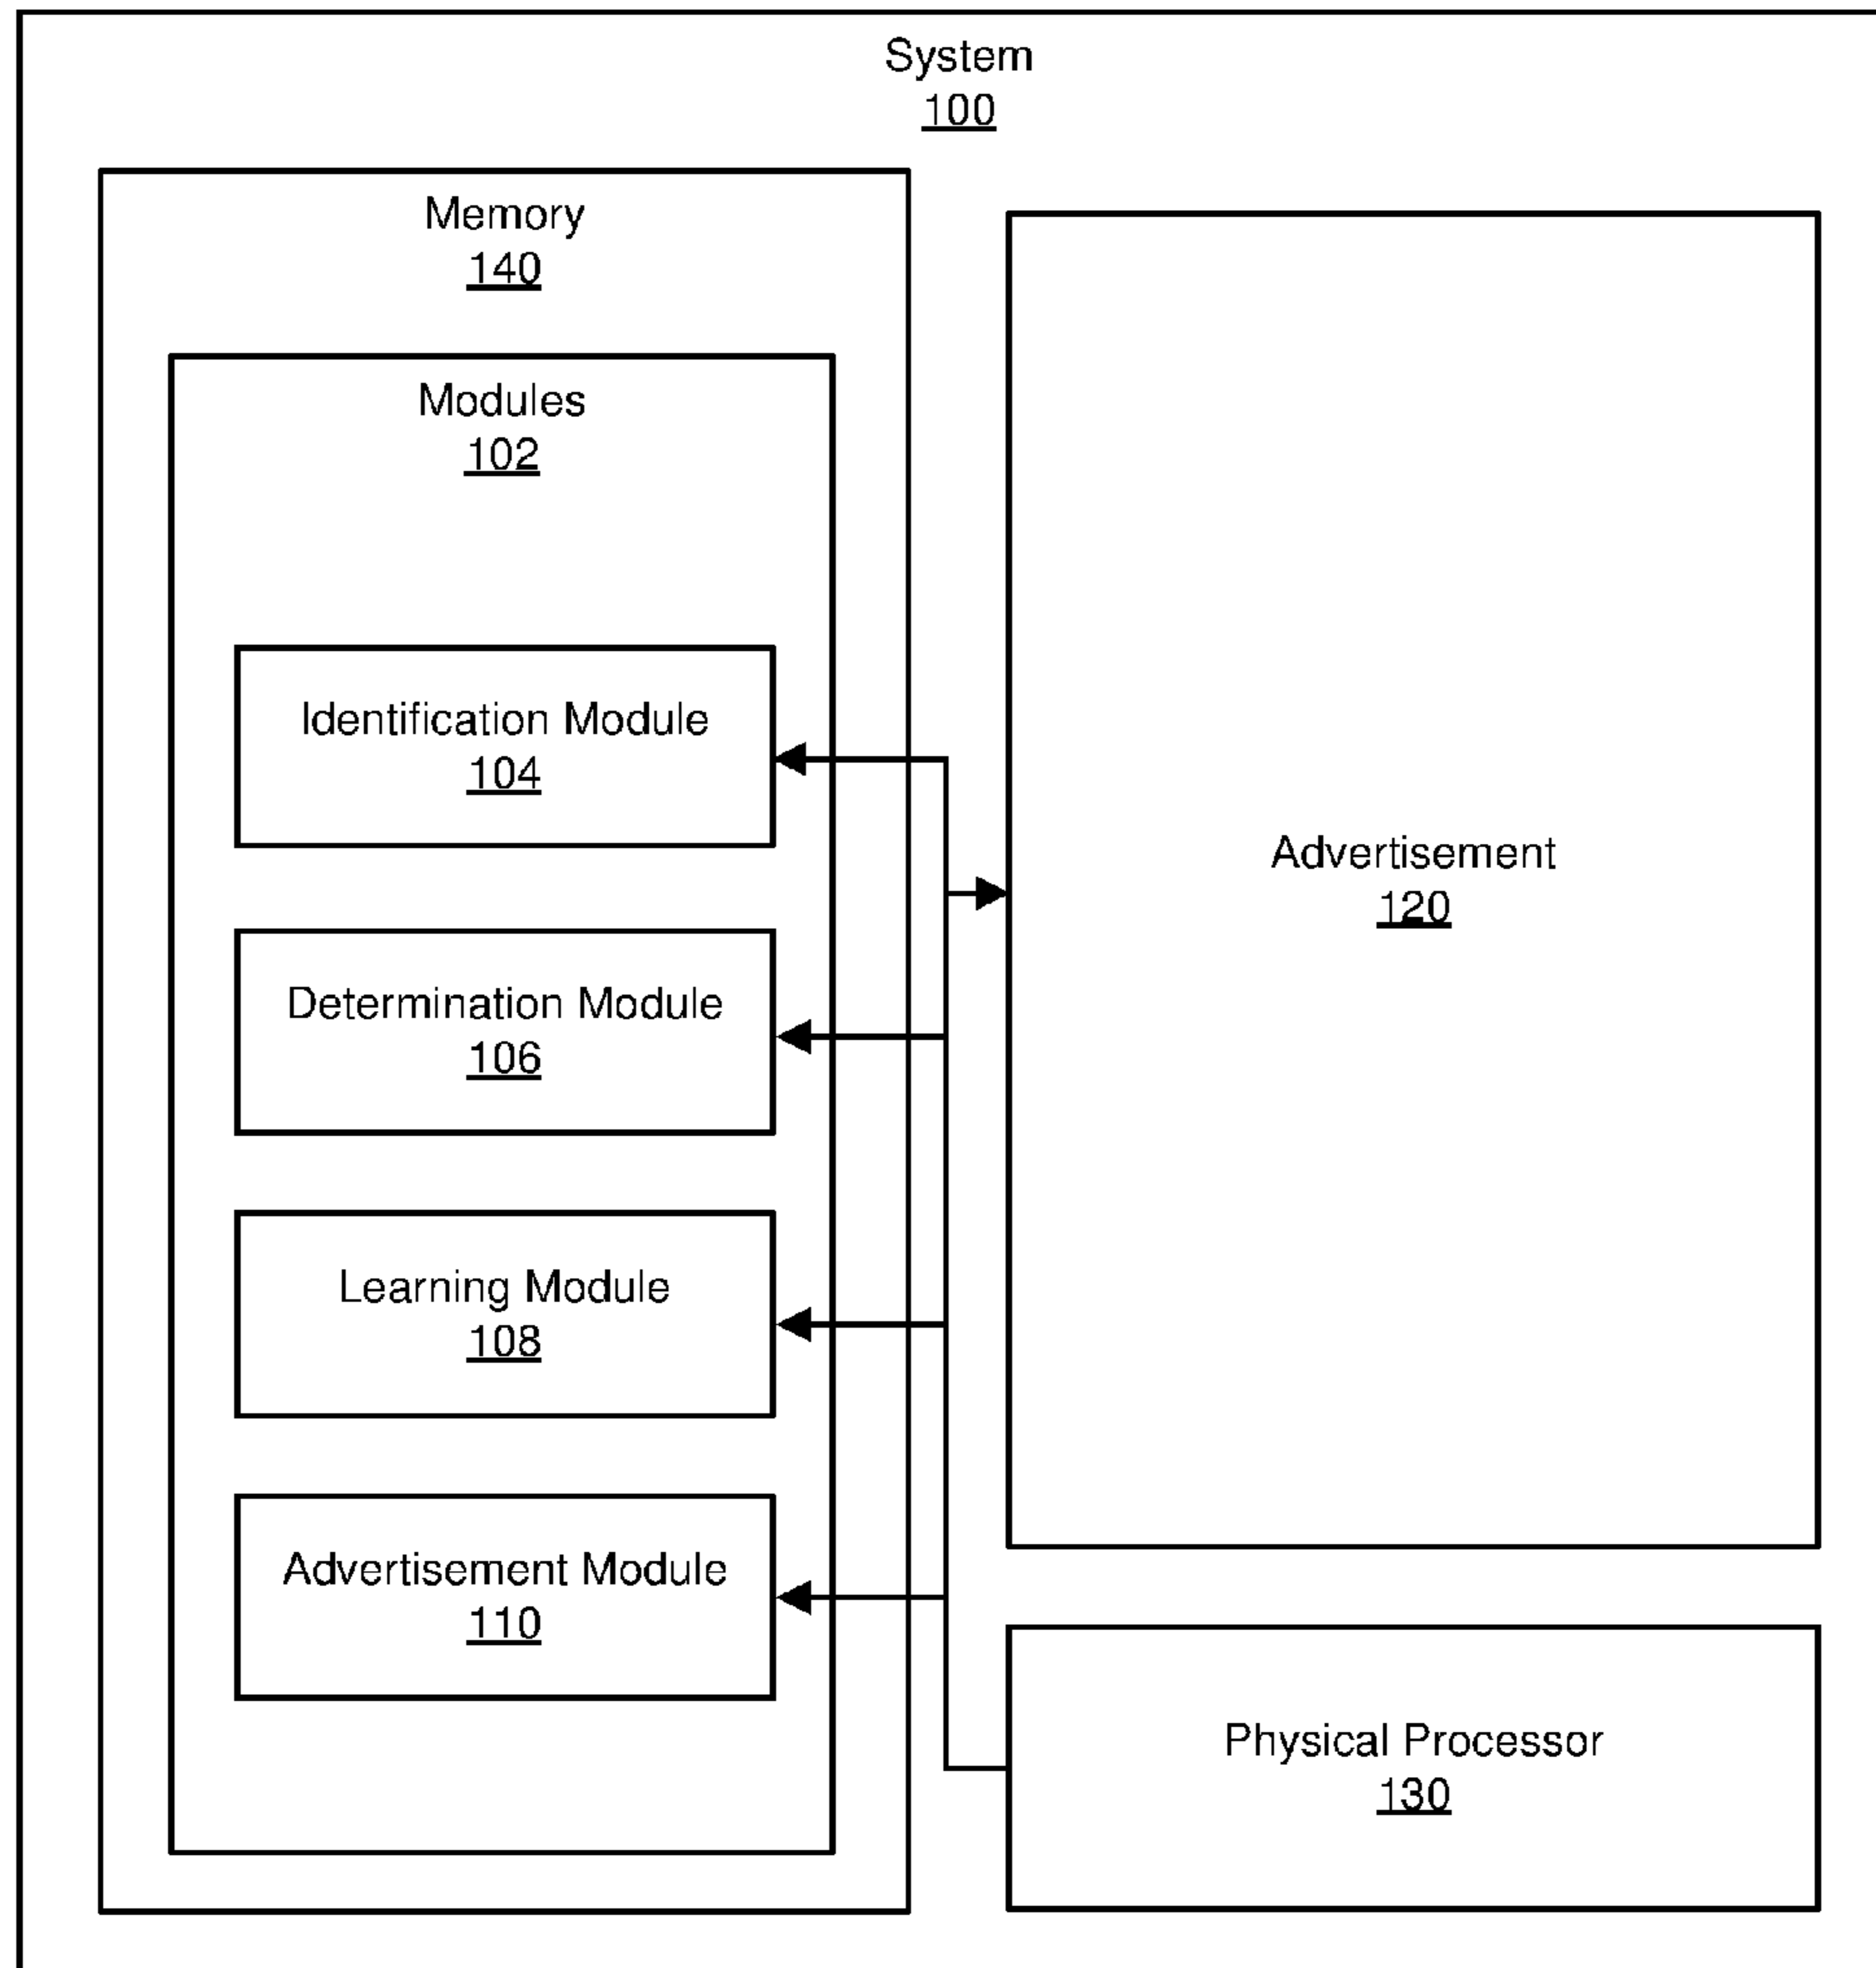 System
100
Memory
140
Modules
102
Identification Module
104
Determination Module
106
Learning Module
108
Advertisement Module
110
Advertisement
120
Physical Processor
130